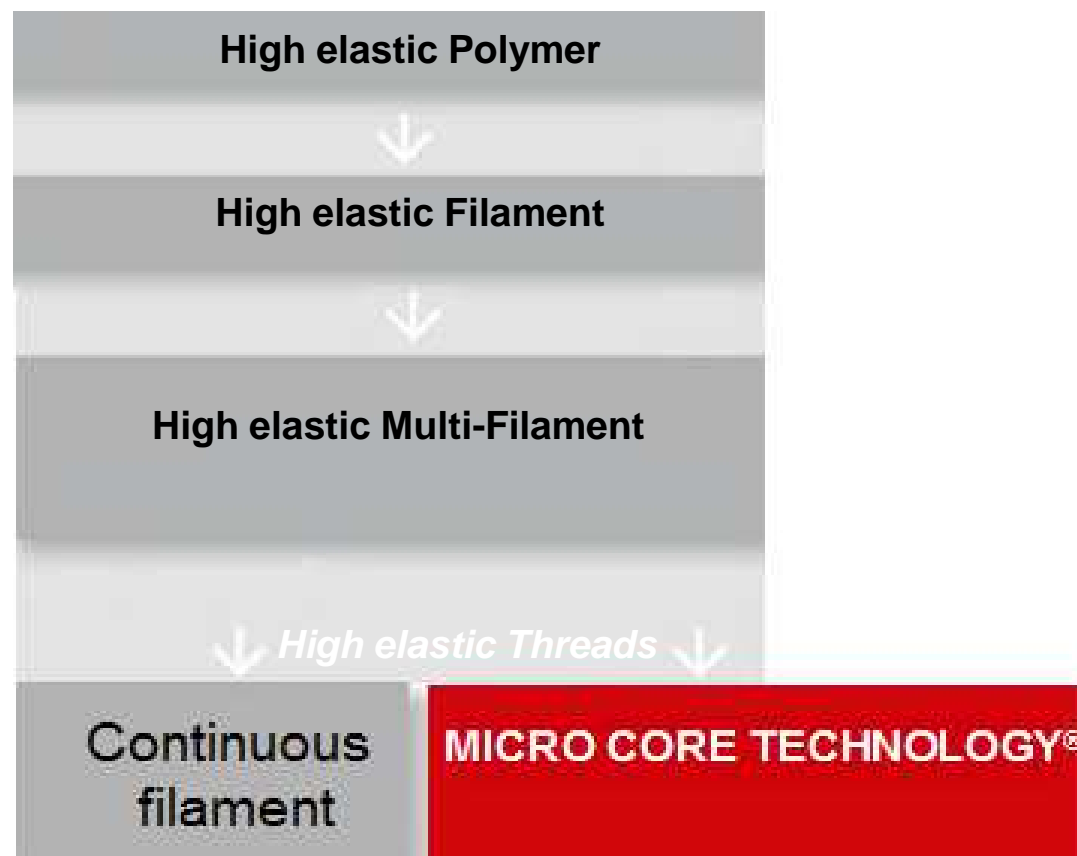 High elastic Polymer
High elastic Filament
High elastic Multi-Filament
High elastic Threads
Continuous
filament
MICRO CORE TECHNOLOGY®